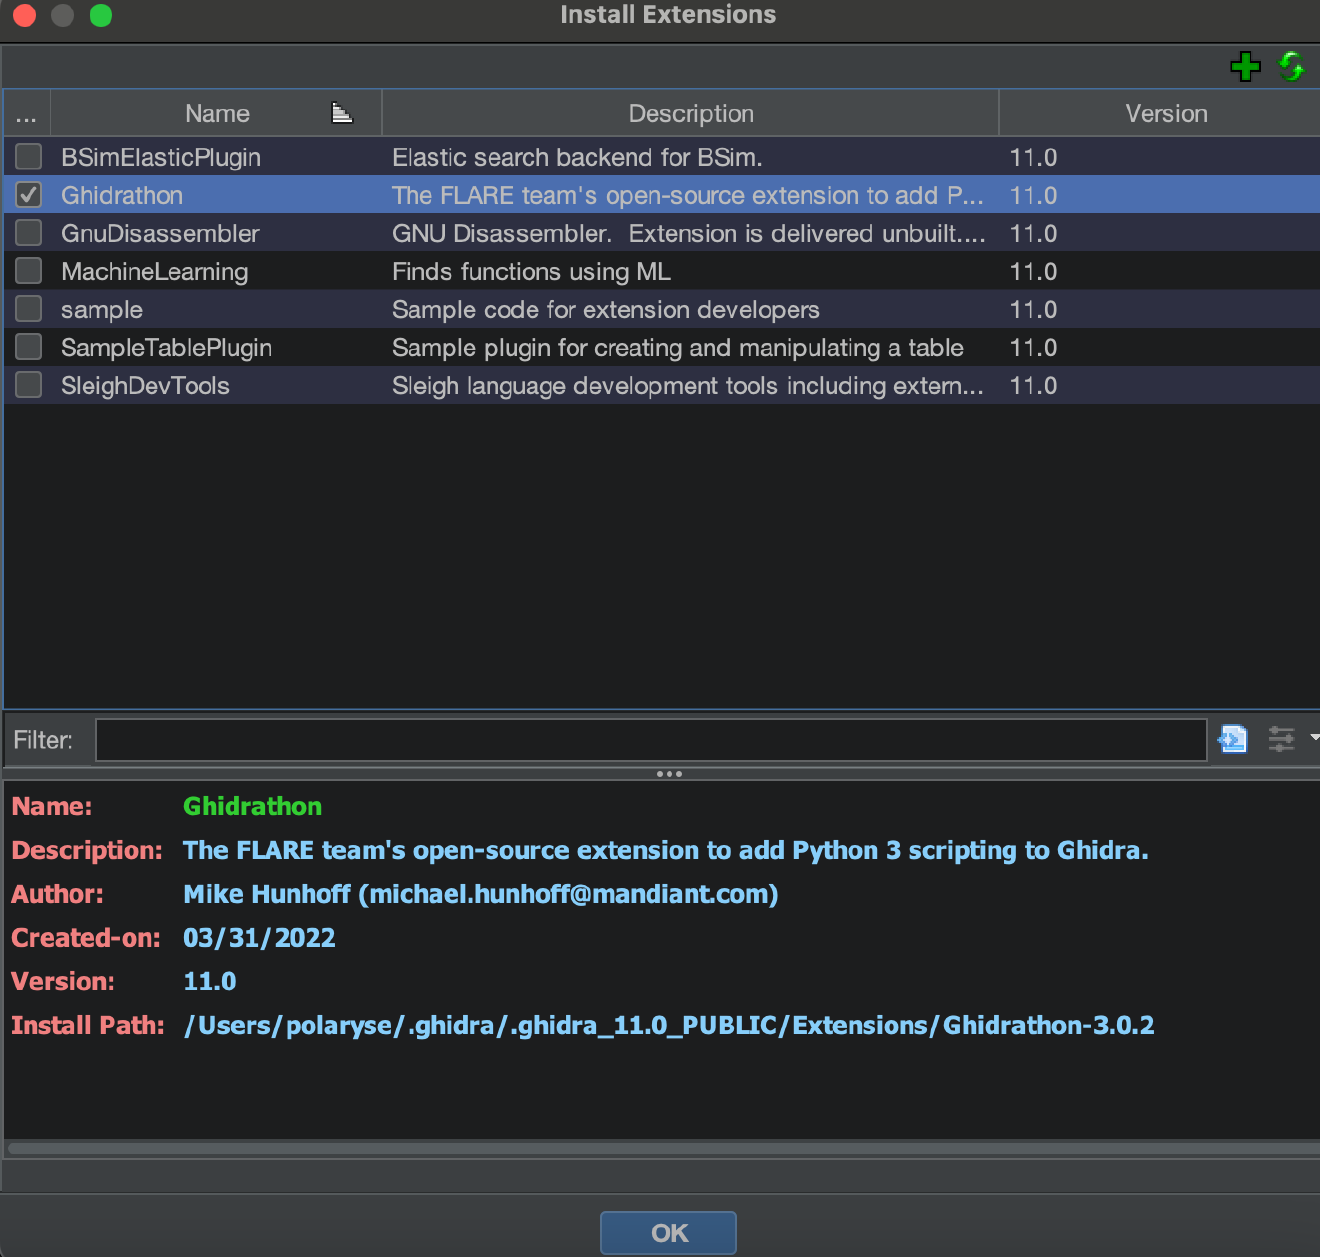 Install Extensions
... Name Description Version
BSimElasticPlugin Elastic search backend for BSim. 11.0
Ghidrathon The FLARE team's open-source extension to add P... 11.0
GnuDisassembler GNU Disassembler.  Extension is delivered unbuilt.... 11.0
MachineLearning Finds functions using ML 11.0
sample Sample code for extension developers 11.0
SampleTablePlugin Sample plugin for creating and manipulating a table 11.0
SleighDevTools Sleigh language development tools including extern... 11.0
Filter:
Name: Ghidrathon
Description: The FLARE team's open-source extension to add Python 3 scripting to Ghidra.
Author: Mike Hunhoff (michael.hunhoff@mandiant.com)
Created-on: 03/31/2022
Version: 11.0
Install Path: /Users/polaryse/.ghidra/.ghidra_11.0_PUBLIC/Extensions/Ghidrathon-3.0.2
OK